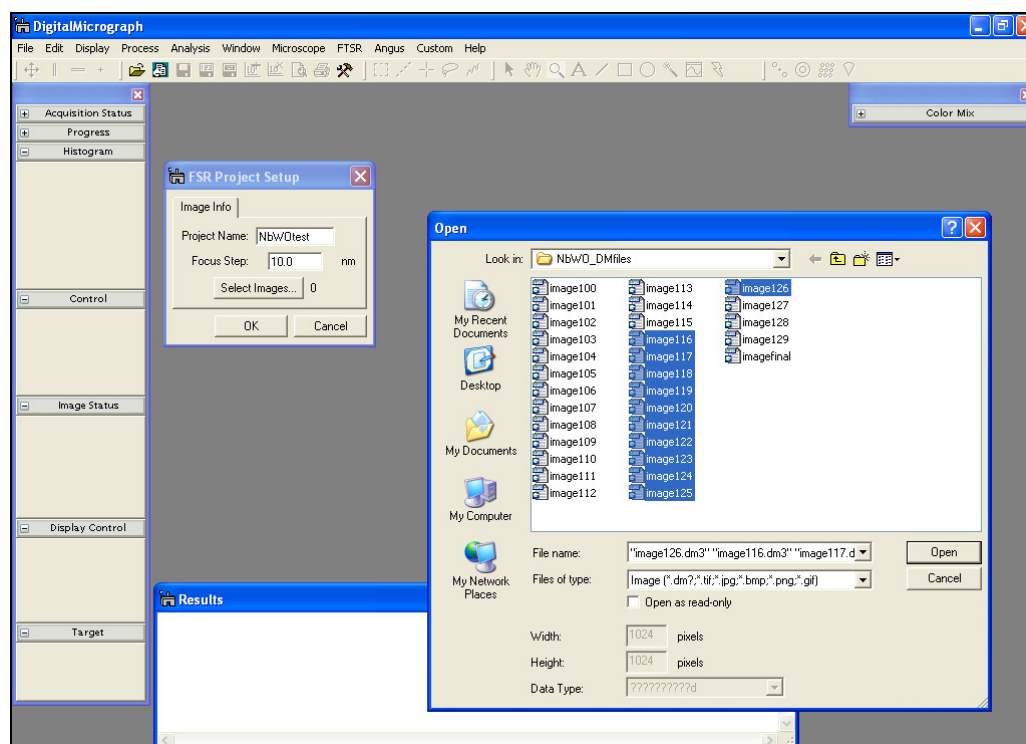 DigitalMicrograph
File Edit Display Process Analysis Window Microscope FTSR Angus Custom Help
Acquisition Status
Progress
Histogram
Control
Image Status
Display Control
Target
Color Mix
FSR Project Setup
Image Info
Project Name: NbWOtest
Focus Step: 10.0 nm
Select Images... 0
OK Cancel
Open
Look in: NbWO_DMfiles
My Recent
Documents
Desktop
My Documents
My Computer
My Network
Places
image100 image113 image126
image101 image114 image127
image102 image115 image128
image103 image116 image129
image104 image117 imagefinal
image105 image118
image106 image119
image107 image120
image108 image121
image109 image122
image110 image123
image111 image124
image112 image125
File name: "image126.dm3" "image116.dm3" "image117.d Open
Files of type: Image (*.dm?;*.tif;*.jpg;*.bmp;*.png;*.gif) Cancel
Open as read-only
Width: 1024 pixels
Height: 1024 pixels
Data Type: ??????????d
Results